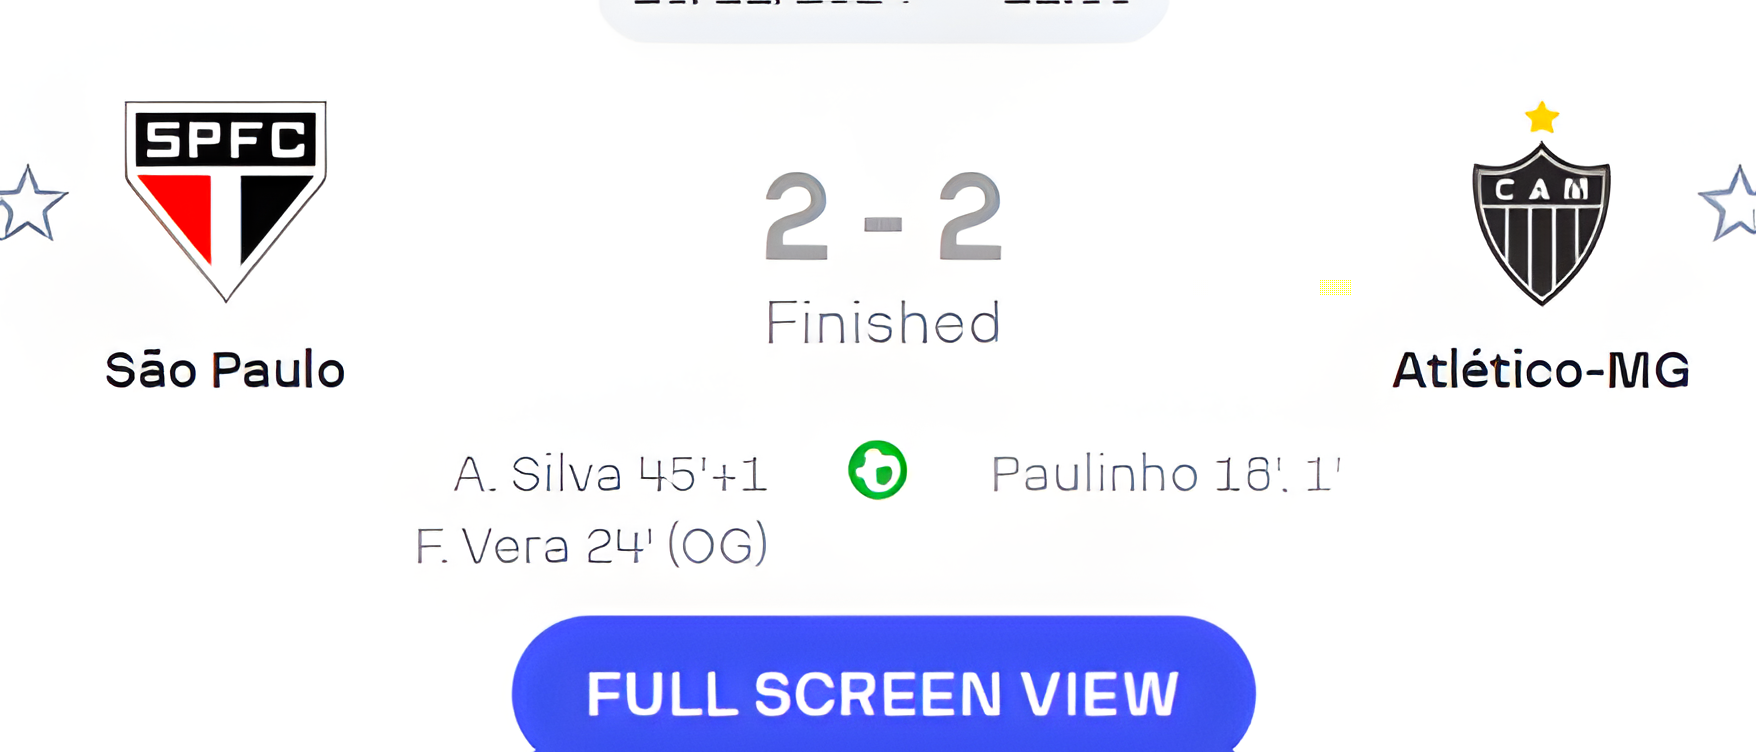 SPFC
CAM
2 - 2
Finished
São Paulo
Atlético-MG
A. Silva 45'+1
Paulinho 18', 1'
F. Vera 24' (OG)
FULL SCREEN VIEW